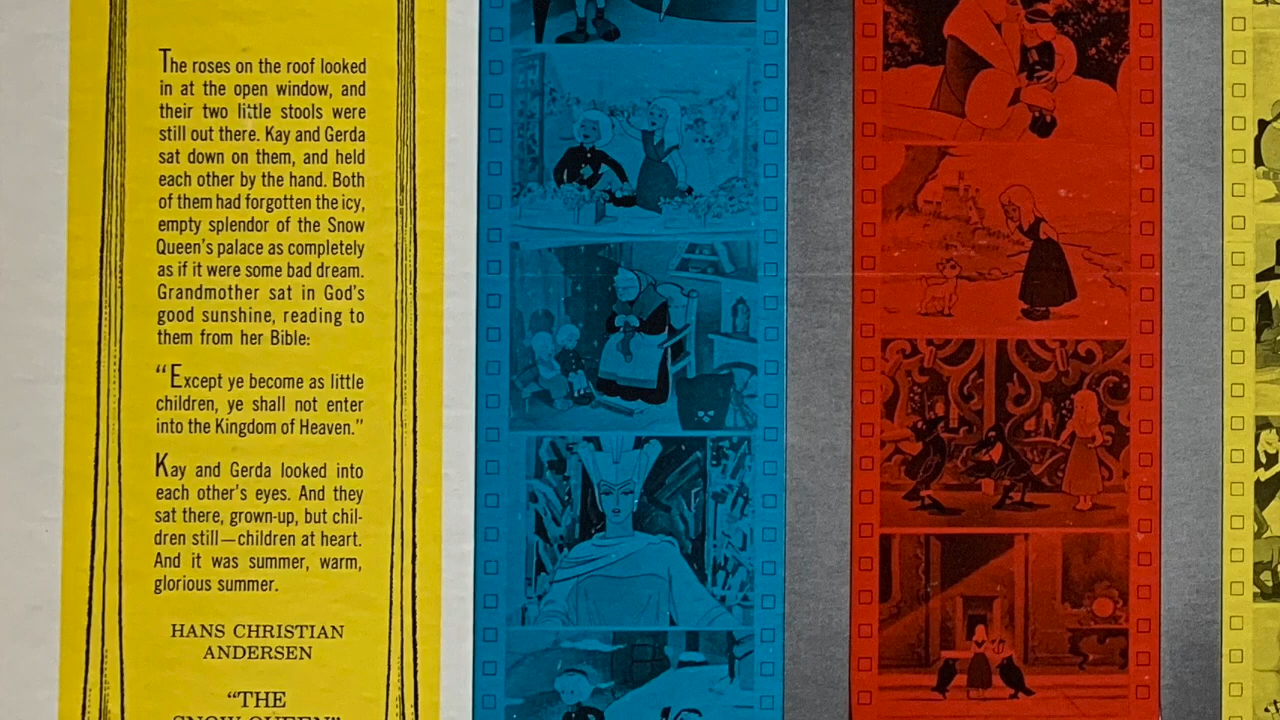 The roses on the roof looked
in at the open window, and
their two little stools were
still out there. Kay and Gerda
sat down on them, and held
each other by the hand. Both
of them had forgotten the icy,
empty splendor of the Snow
Queen's palace as completely
as if it were some bad dream.
Grandmother sat in God's
good sunshine, reading to
them from her Bible:
"Except ye become as little
children, ye shall not enter
into the Kingdom of Heaven."
Kay and Gerda looked into
each other's eyes. And they
sat there, grown-up, but chil-
dren still—children at heart.
And it was summer, warm,
glorious summer.
HANS CHRISTIAN
ANDERSEN
"THE
SNOW QUEEN"